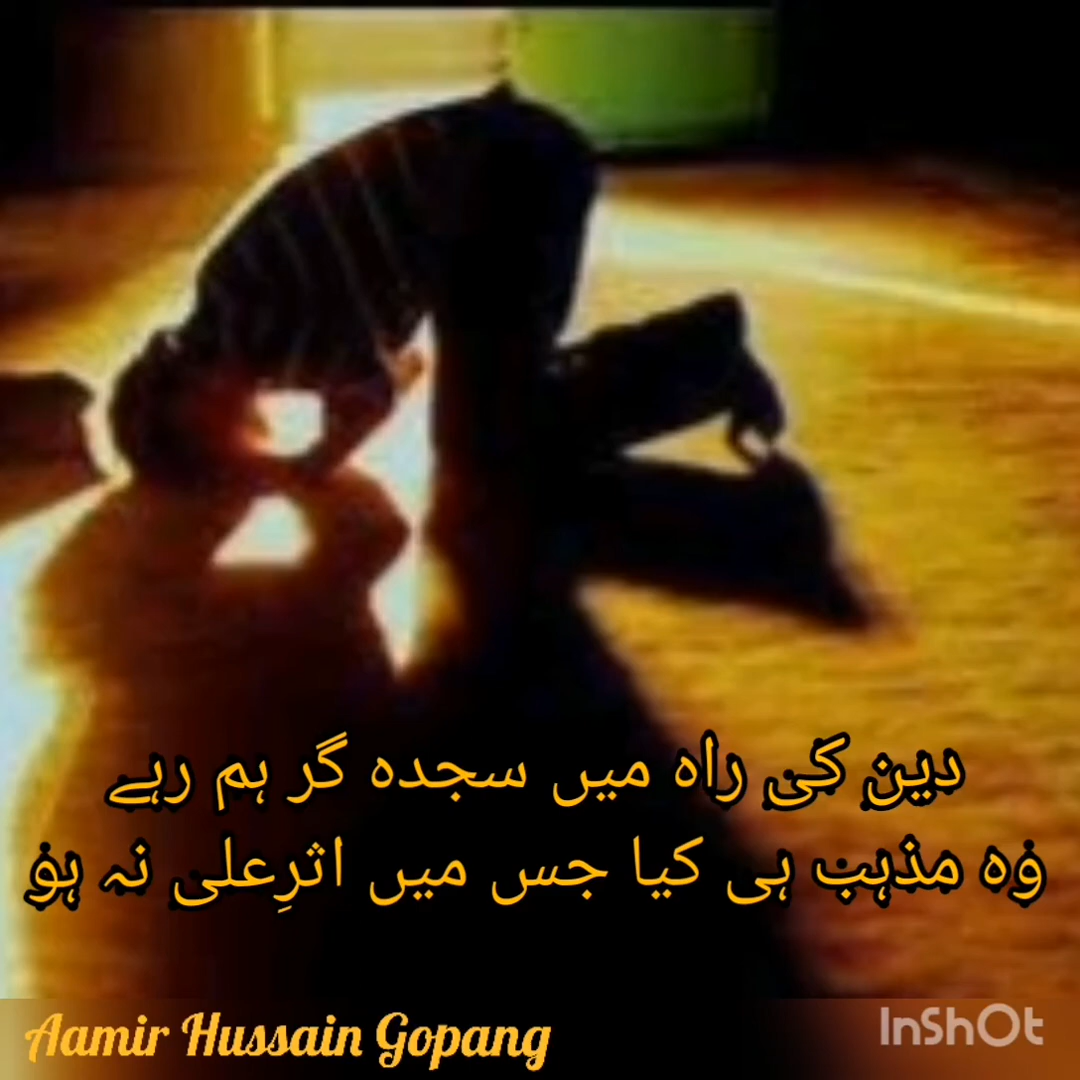 دین کی راہ میں سجدہ گر ہم رہے
وہ مذہب ہی کیا جس میں اثرِعلی نہ ہو
Aamir Hussain Gopang
InShOt